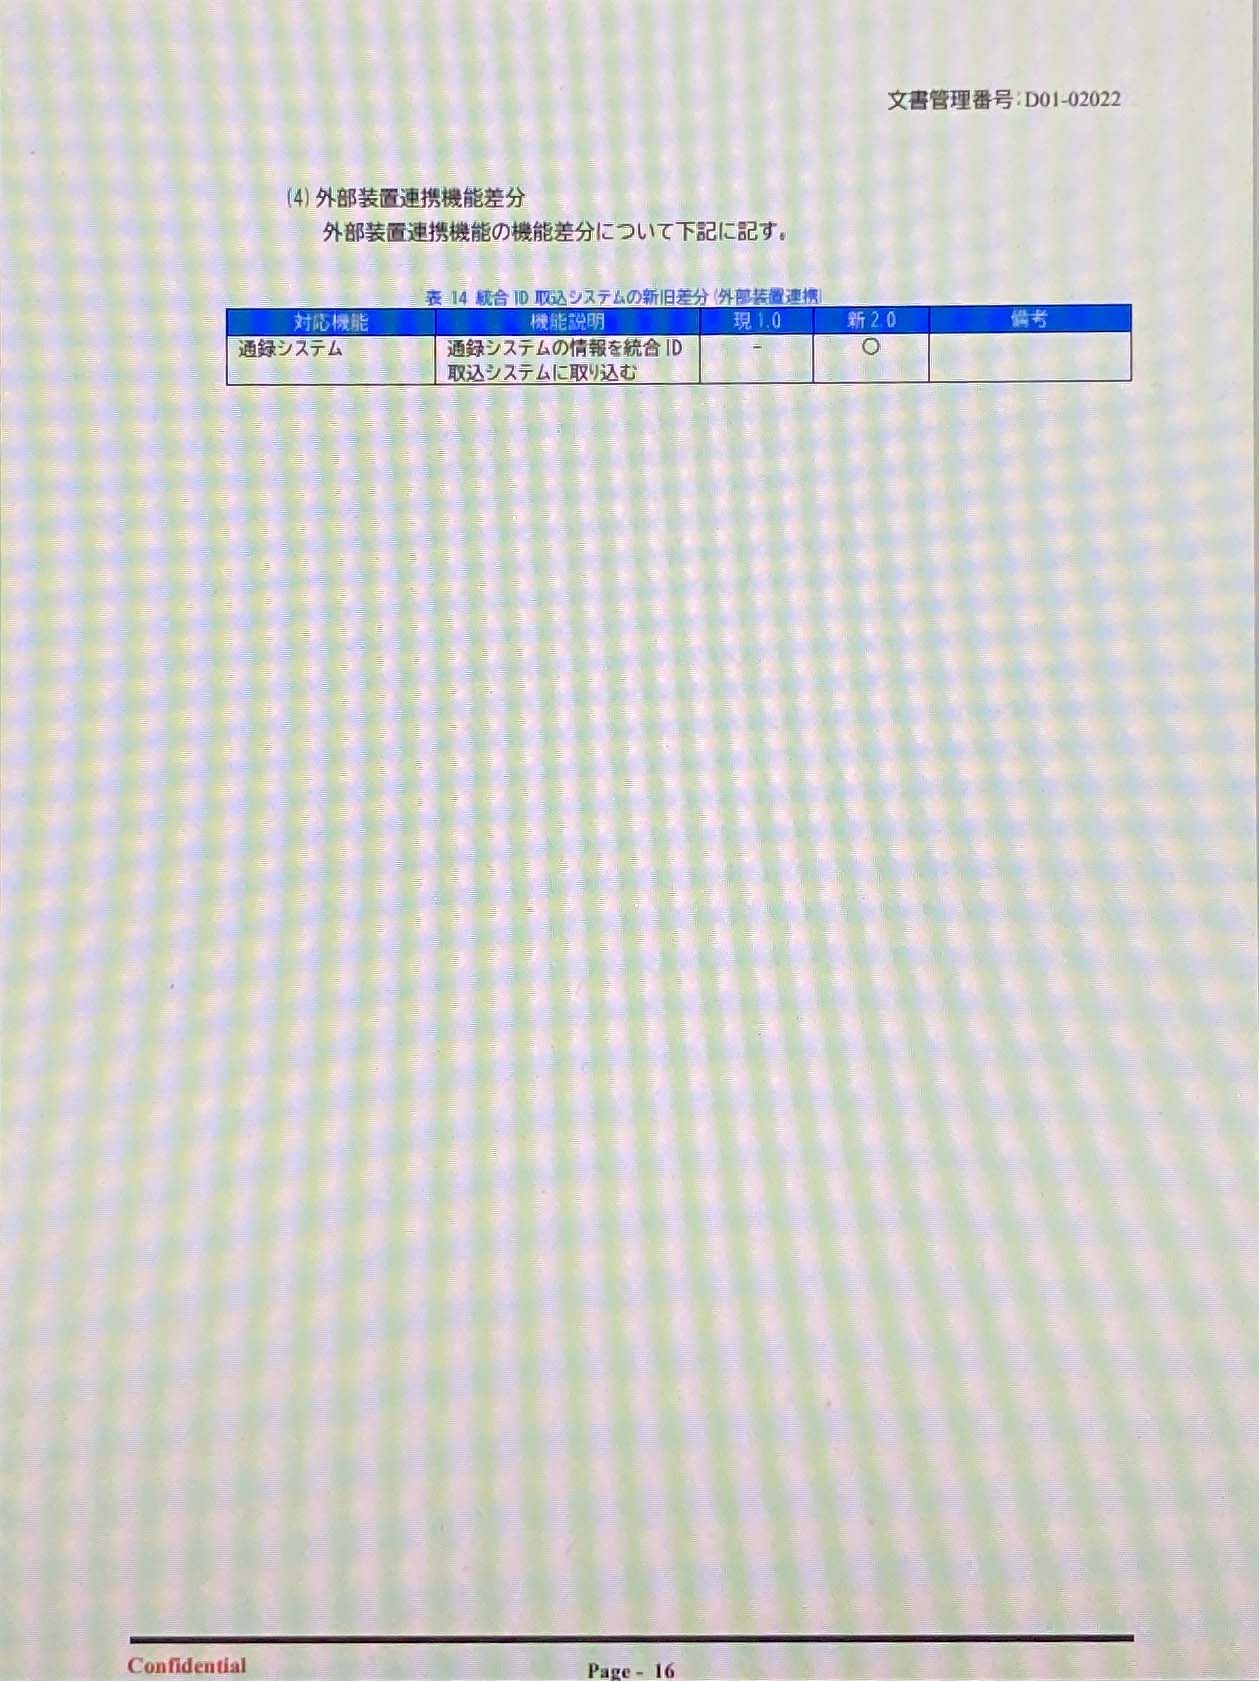 文書管理番号:D01-02022
(4) 外部装置連携機能差分
外部装置連携機能の機能差分について下記に記す。
表 14 統合 ID 取込システムの新旧差分(外部装置連携)
対応機能 機能説明 現 1.0 新 2.0 備考
通録システム 通録システムの情報を統合 ID - ○
取込システムに取り込む
Confidential
Page - 16